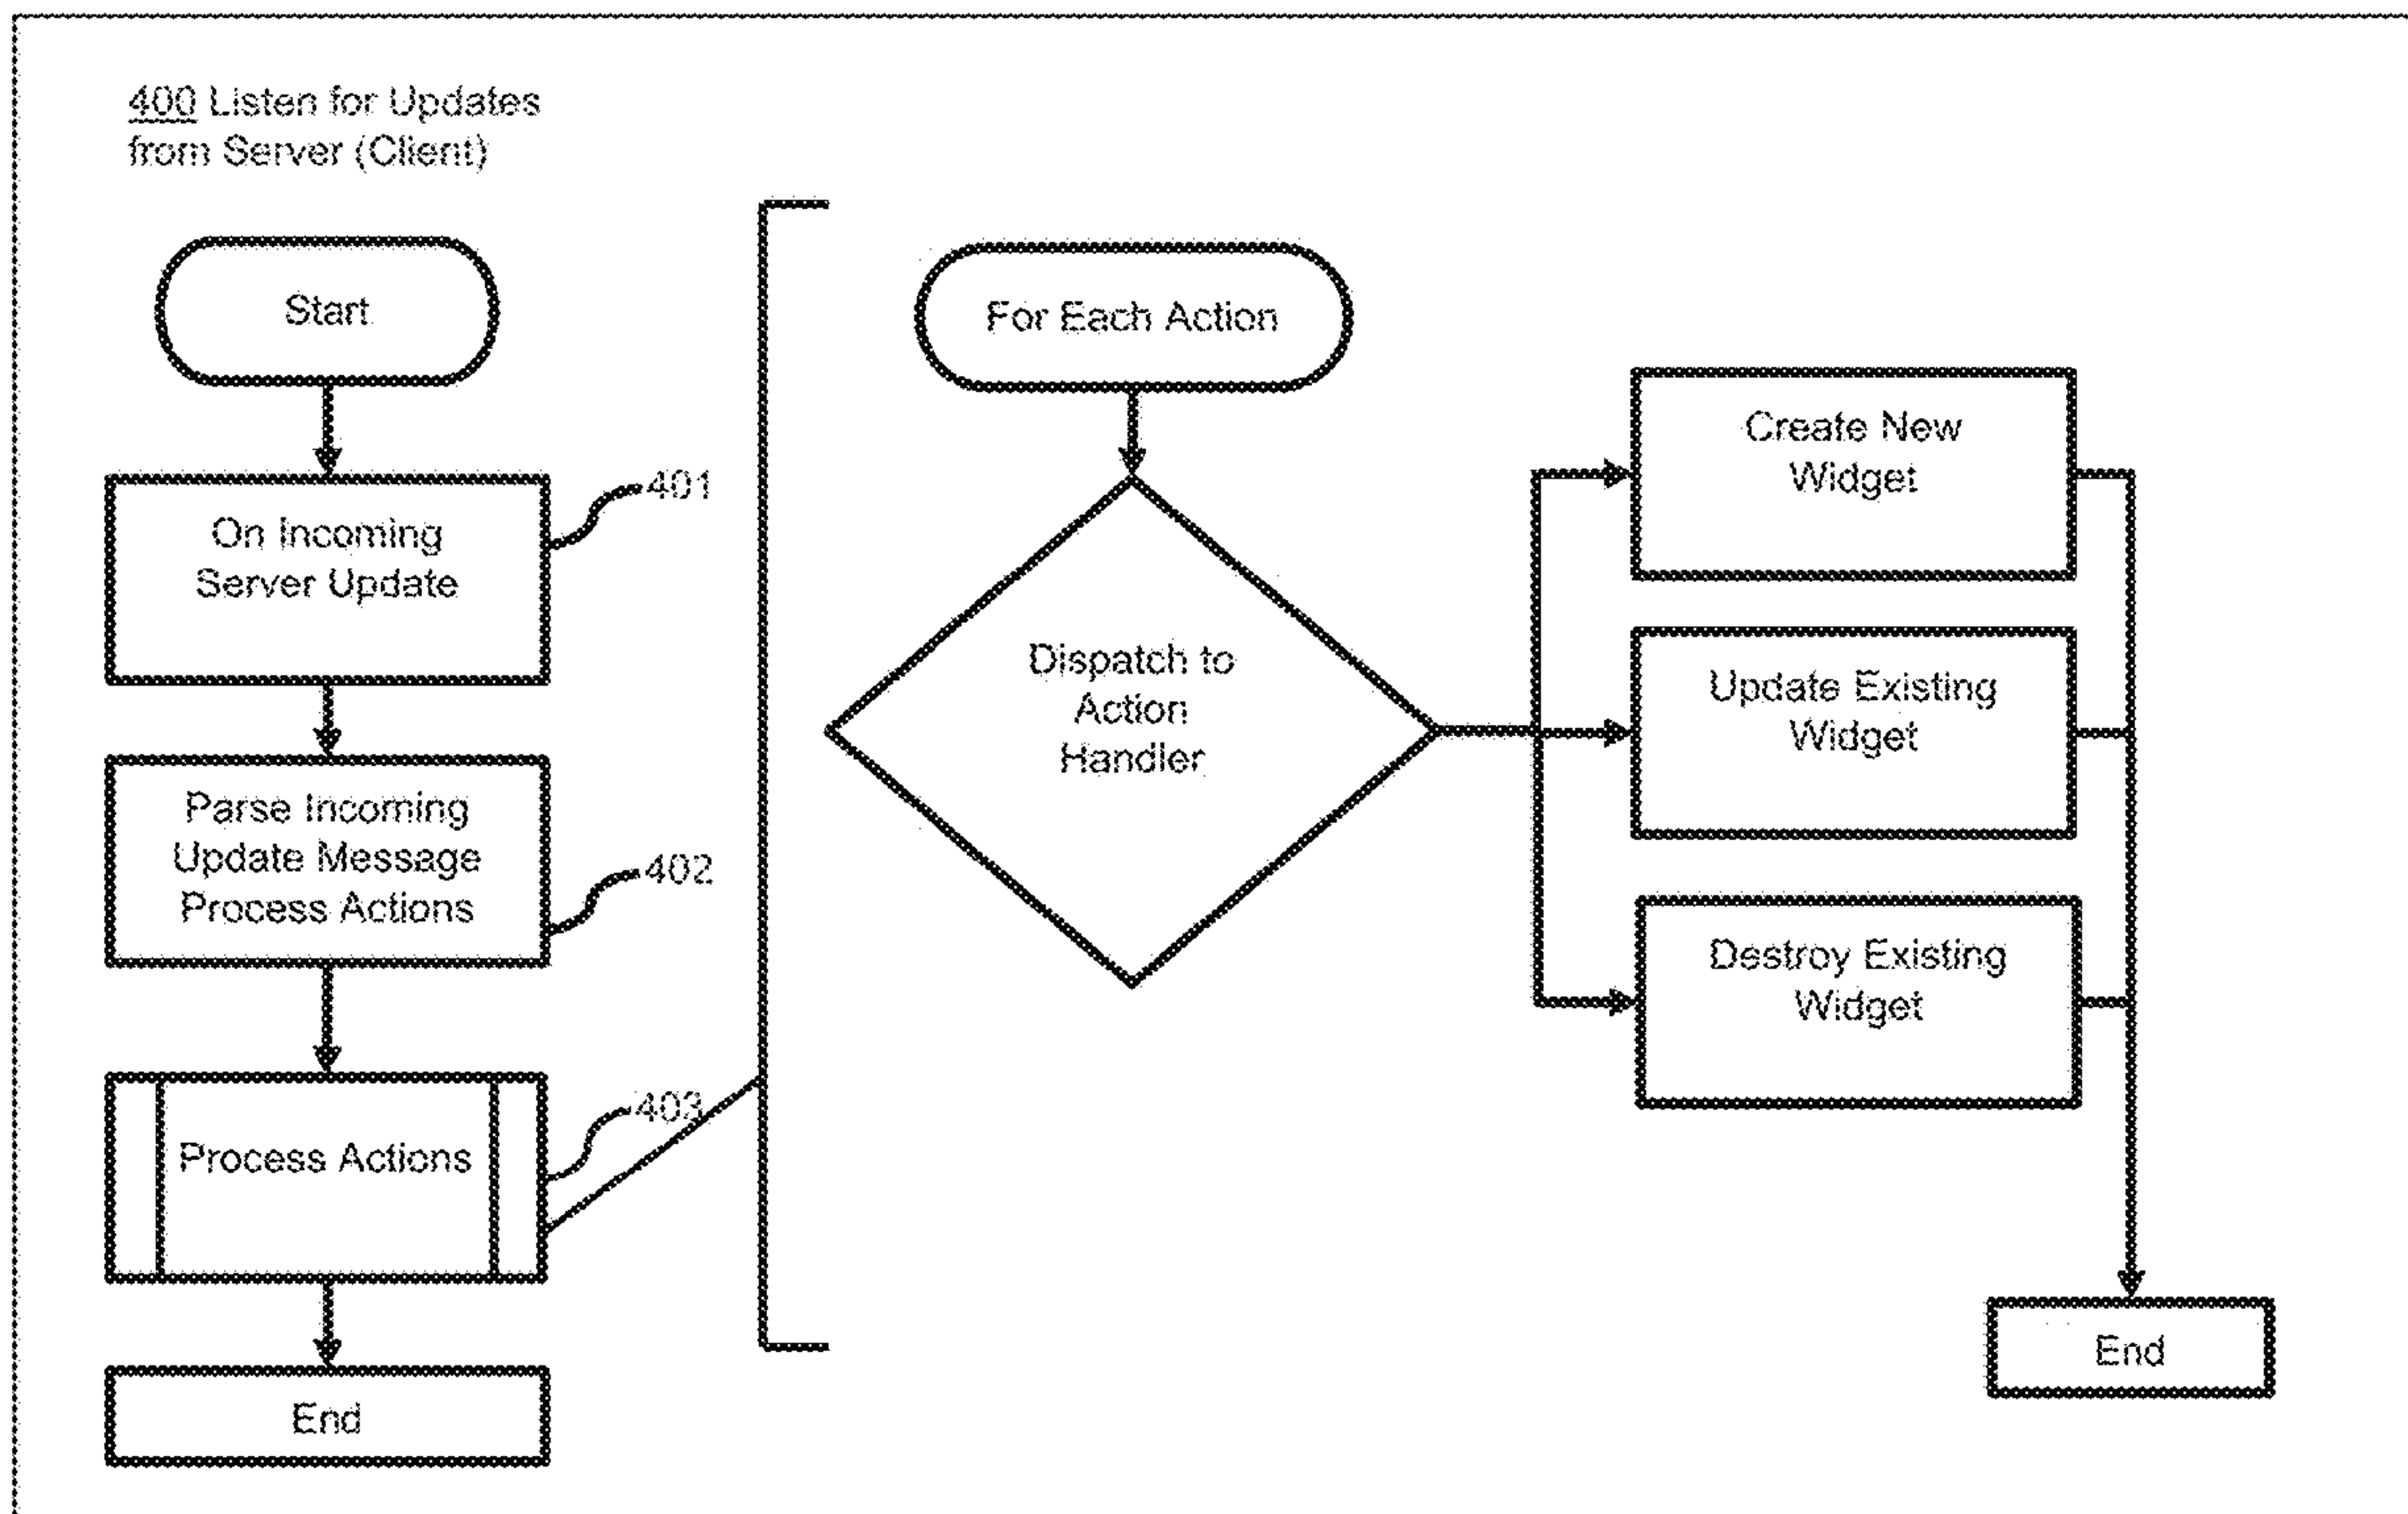 400 Listen for Updates
from Server (Client)
Start
On Incoming
Server Update
401
Parse Incoming
Update Message
Process Actions
402
Process Actions
403
End
For Each Action
Dispatch to
Action
Handler
Create New
Widget
Update Existing
Widget
Destroy Existing
Widget
End